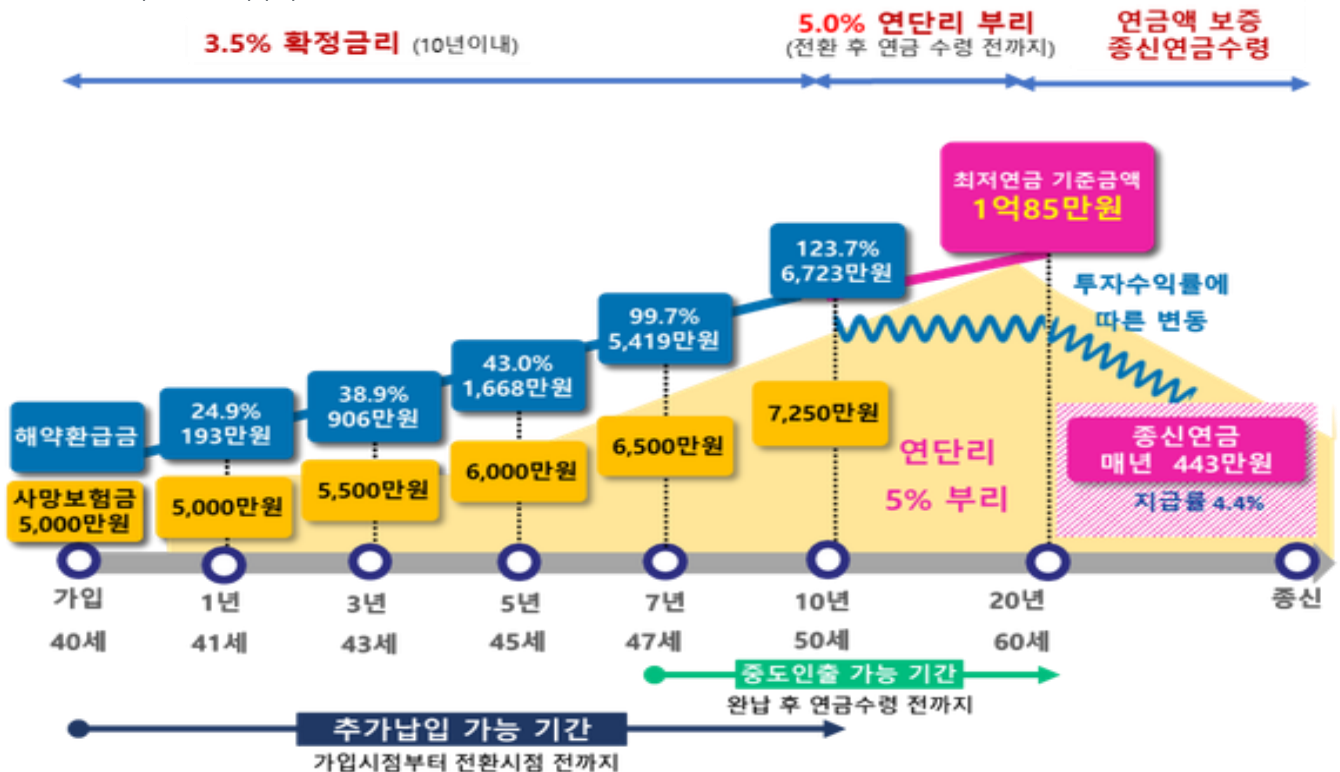 3.5% 확정금리 (10년이내)
5.0% 연단리 부리
(전환 후 연금 수령 전까지)
연금액 보증
종신연금수령
최저연금 기준금액
1억85만원
123.7%
6,723만원
투자수익률에
따른 변동
99.7%
5,419만원
43.0%
1,668만원
38.9%
906만원
24.9%
193만원
해약환급금
7,250만원
6,500만원
6,000만원
5,500만원
5,000만원
사망보험금
5,000만원
연단리
5% 부리
종신연금
매년 443만원
지급률 4.4%
가입
1년
3년
5년
7년
10년
20년
종신
40세
41세
43세
45세
47세
50세
60세
중도인출 가능 기간
완납 후 연금수령 전까지
추가납입 가능 기간
가입시점부터 전환시점 전까지